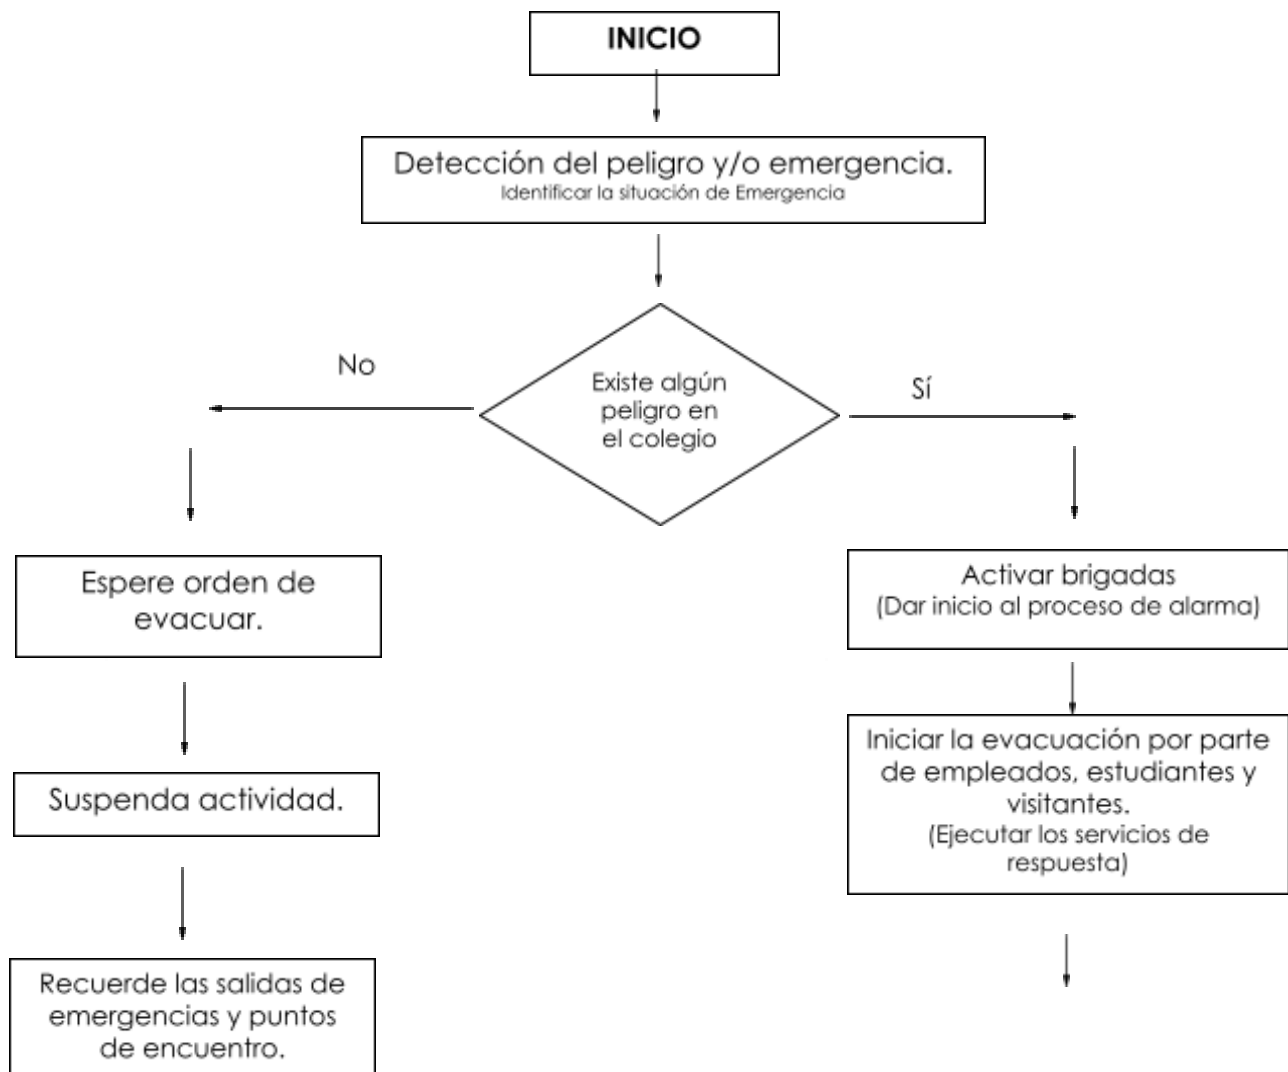 INICIO
Detección del peligro y/o emergencia.
Identificar la situación de Emergencia
No
Existe algún
peligro en
el colegio
Sí
Espere orden de
evacuar.
Activar brigadas
(Dar inicio al proceso de alarma)
Iniciar la evacuación por parte
de empleados, estudiantes y
visitantes.
(Ejecutar los servicios de
respuesta)
Suspenda actividad.
Recuerde las salidas de
emergencias y puntos
de encuentro.